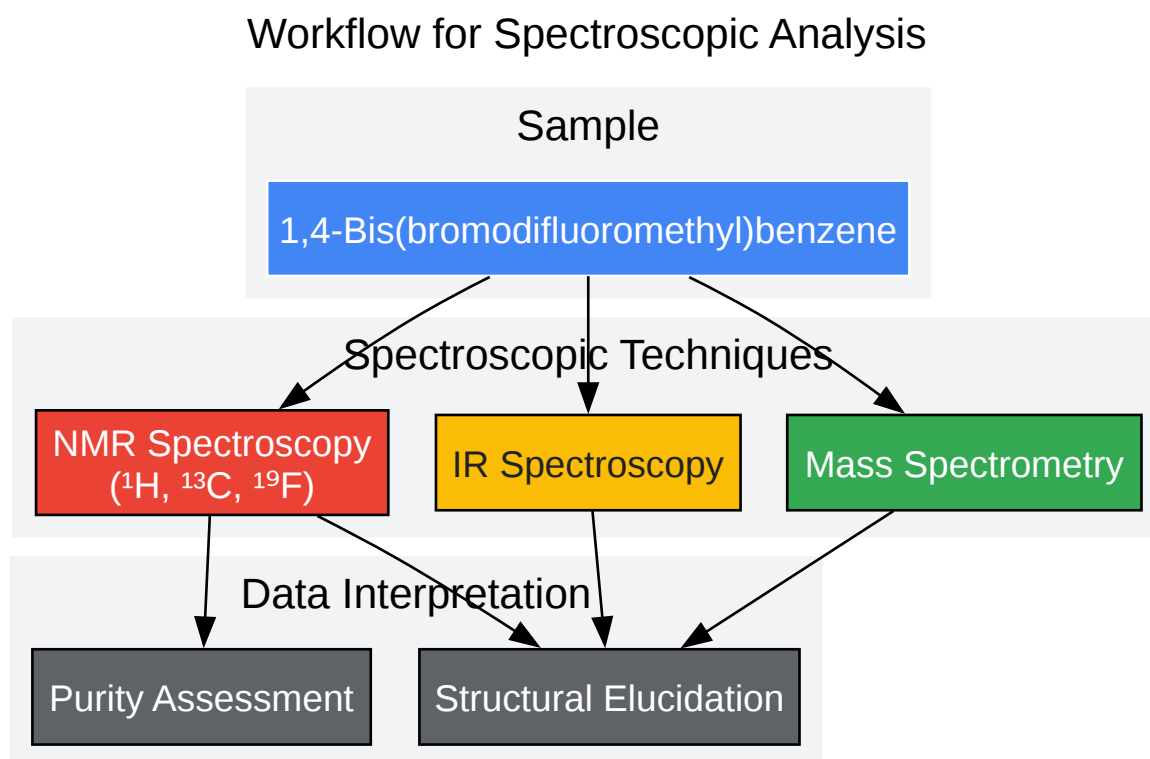 Workflow for Spectroscopic Analysis
Sample
1,4-Bis(bromodifluoromethyl)benzene
Spectroscopic Techniques
NMR Spectroscopy
(¹H, ¹³C, ¹⁹F)
IR Spectroscopy
Mass Spectrometry
Data Interpretation
Purity Assessment
Structural Elucidation